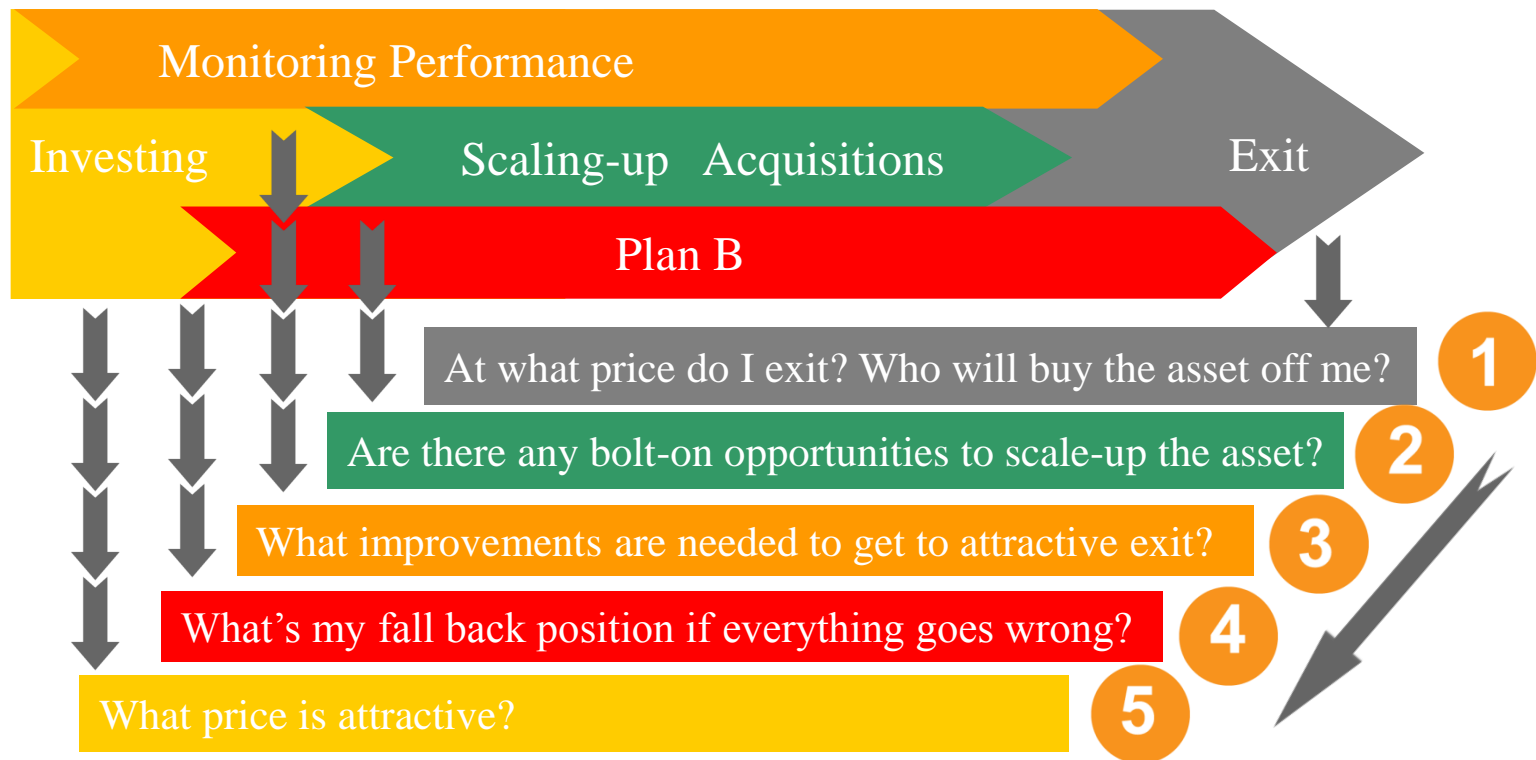 Monitoring Performance
Investing
Scaling-up Acquisitions
Exit
Plan B
At what price do I exit? Who will buy the asset off me?
1
Are there any bolt-on opportunities to scale-up the asset?
2
What improvements are needed to get to attractive exit?
3
What’s my fall back position if everything goes wrong?
4
What price is attractive?
5